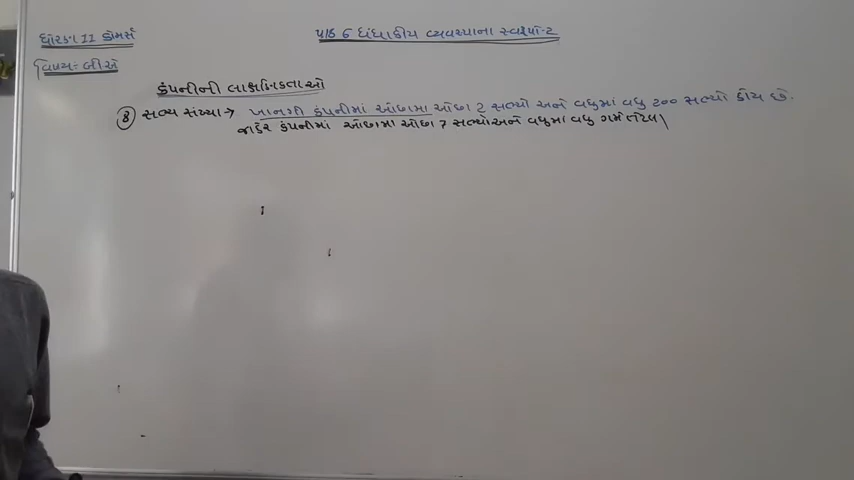 ધોરણ 11 કોમર્સ
પાઠ 6 ધંધાકીય વ્યવસ્થાના સ્વરૂપો-2
વિષય:- બીએ
કંપનીની લાક્ષણિકતાઓ
(8) સભ્ય સંખ્યા → ખાનગી કંપનીમાં ઓછામાં ઓછા 2 સભ્યો અને વધુમાં વધુ 200 સભ્યો હોય છે.
જાહેર કંપનીમાં ઓછામાં ઓછા 7 સભ્યો અને વધુમાં વધુ ગમે તેટલા